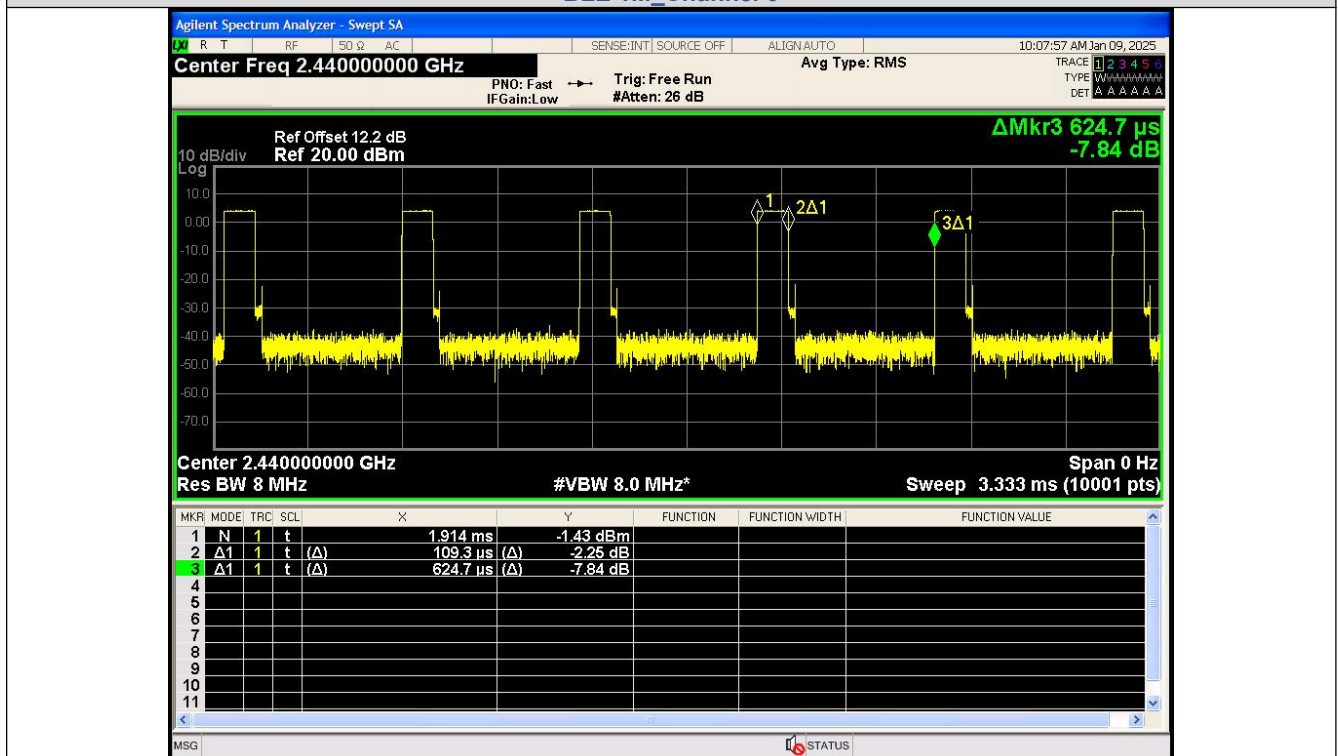 Agilent Spectrum Analyzer - Swept SA
LXI R T RF 50 Ω AC SENSE:INT SOURCE OFF ALIGN AUTO 10:07:57 AM Jan 09, 2025
Center Freq 2.440000000 GHz Avg Type: RMS TRACE 1 2 3 4 5 6
PNO: Fast Trig: Free Run TYPE
IFGain:Low #Atten: 26 dB DET A A A A A A
ΔMkr3 624.7 µs
Ref Offset 12.2 dB
10 dB/div Ref 20.00 dBm -7.84 dB
Log
10.0
1 2Δ1
0.00
3Δ1
-10.0
-20.0
-30.0
-40.0
-50.0
-60.0
-70.0
Center 2.440000000 GHz Span 0 Hz
Res BW 8 MHz #VBW 8.0 MHz* Sweep 3.333 ms (10001 pts)
MKR MODE TRC SCL X Y FUNCTION FUNCTION WIDTH FUNCTION VALUE
1 N 1 t 1.914 ms -1.43 dBm
2 Δ1 1 t (Δ) 109.3 µs (Δ) -2.25 dB
3 Δ1 1 t (Δ) 624.7 µs (Δ) -7.84 dB
4
5
6
7
8
9
10
11
MSG STATUS